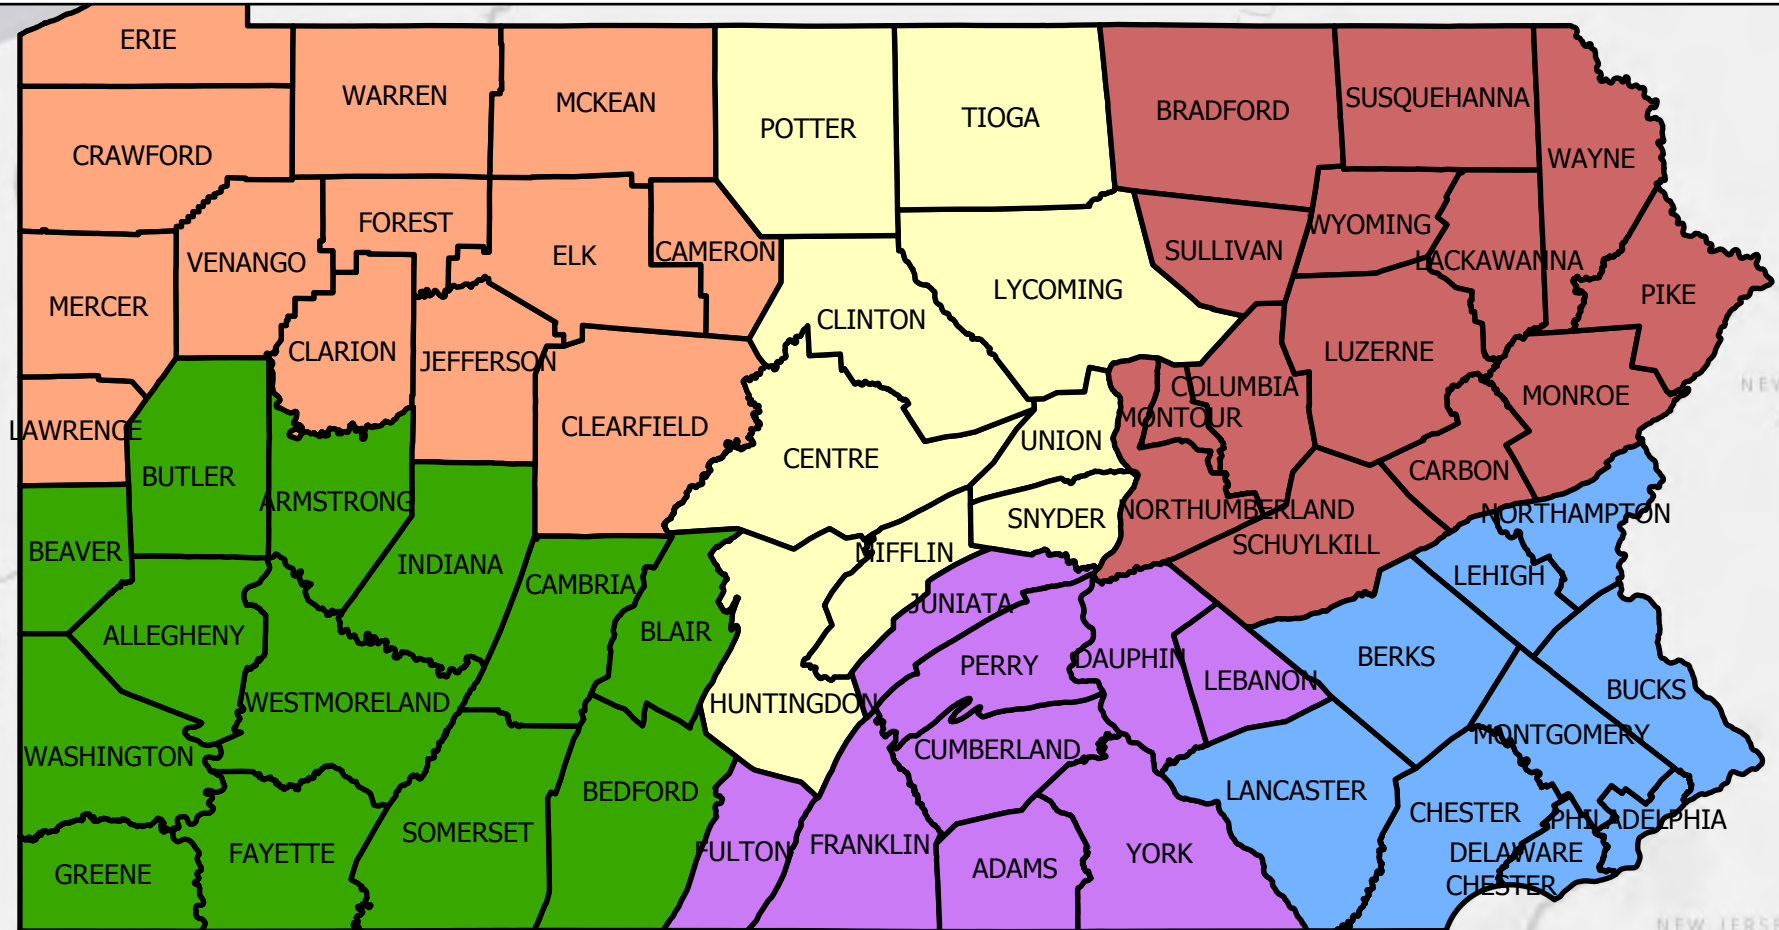 ERIE
WARREN
MCKEAN
POTTER
TIOGA
BRADFORD
SUSQUEHANNA
WAYNE
CRAWFORD
FOREST
VENANGO
ELK
CAMERON
SULLIVAN
WYOMING
LACKAWANNA
PIKE
MERCER
LYCOMING
CLINTON
CLARION
JEFFERSON
LUZERNE
NEW
COLUMBIA
MONTOUR
MONROE
LAWRENCE
CLEARFIELD
UNION
CENTRE
CARBON
BUTLER
ARMSTRONG
SNYDER
NORTHUMBERLAND
NORTHAMPTON
BEAVER
INDIANA
CAMBRIA
MIFFLIN
SCHUYLKILL
LEHIGH
JUNIATA
ALLEGHENY
BLAIR
PERRY
DAUPHIN
LEBANON
BERKS
BUCKS
WESTMORELAND
HUNTINGDON
WASHINGTON
CUMBERLAND
MONTGOMERY
BEDFORD
LANCASTER
CHESTER
PHILADELPHIA
SOMERSET
FAYETTE
FULTON
FRANKLIN
ADAMS
YORK
DELAWARE
GREENE
CHESTER
NEW JERSE